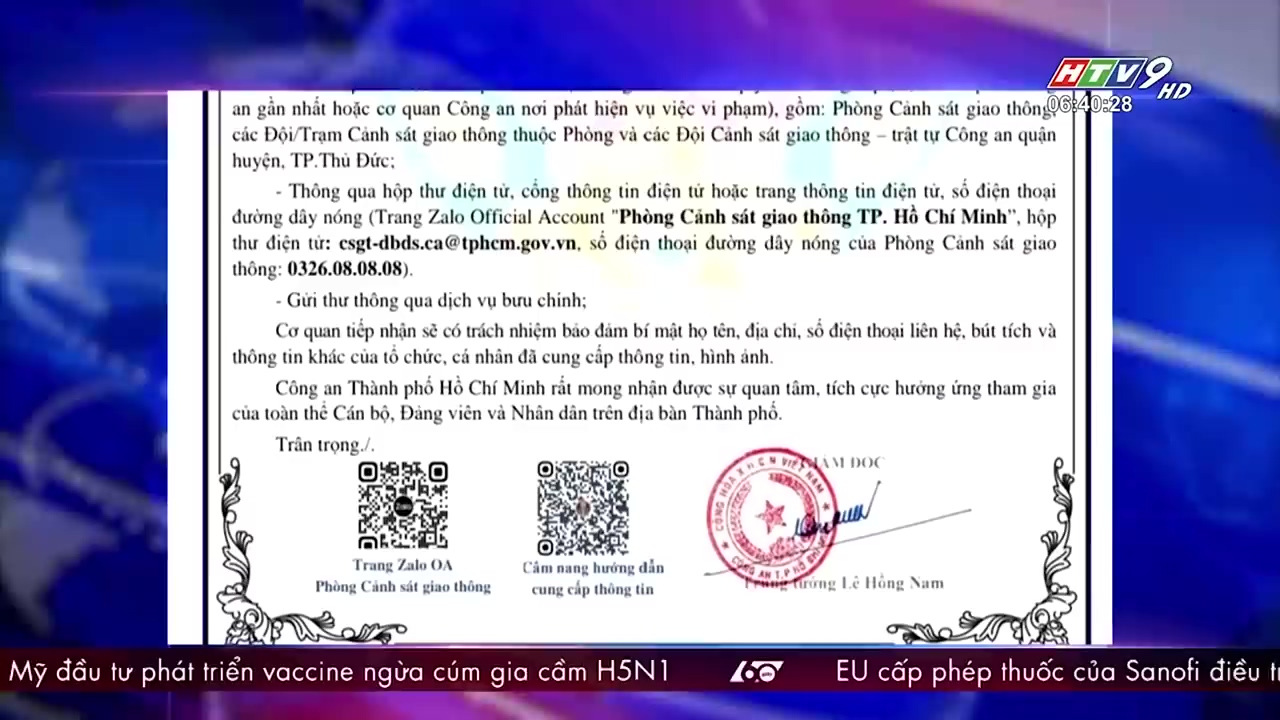 HTV9 HD
06:40:28
an gần nhất hoặc cơ quan Công an nơi phát hiện vụ việc vi phạm), gồm: Phòng Cảnh sát giao thông,
các Đội/Trạm Cảnh sát giao thông thuộc Phòng và các Đội Cảnh sát giao thông – trật tự Công an quận
huyện, TP.Thủ Đức;
- Thông qua hộp thư điện tử, cổng thông tin điện tử hoặc trang thông tin điện tử, số điện thoại
đường dây nóng (Trang Zalo Official Account "Phòng Cảnh sát giao thông TP. Hồ Chí Minh", hộp
thư điện tử: csgt-dbds.ca@tphcm.gov.vn, số điện thoại đường dây nóng của Phòng Cảnh sát giao
thông: 0326.08.08.08).
- Gửi thư thông qua dịch vụ bưu chính;
Cơ quan tiếp nhận sẽ có trách nhiệm bảo đảm bí mật họ tên, địa chỉ, số điện thoại liên hệ, bút tích và
thông tin khác của tổ chức, cá nhân đã cung cấp thông tin, hình ảnh.
Công an Thành phố Hồ Chí Minh rất mong nhận được sự quan tâm, tích cực hưởng ứng tham gia
của toàn thể Cán bộ, Đảng viên và Nhân dân trên địa bàn Thành phố.
Trân trọng./.
GIÁM ĐỐC
Zalo
CỘNG HÒA X.H.C.N VIỆT NAM
CÔNG AN T.P HỒ CHÍ
Trang Zalo OA
Phòng Cảnh sát giao thông
Cẩm nang hướng dẫn
cung cấp thông tin
Trung tướng Lê Hồng Nam
Mỹ đầu tư phát triển vaccine ngừa cúm gia cầm H5N1
60
EU cấp phép thuốc của Sanofi điều